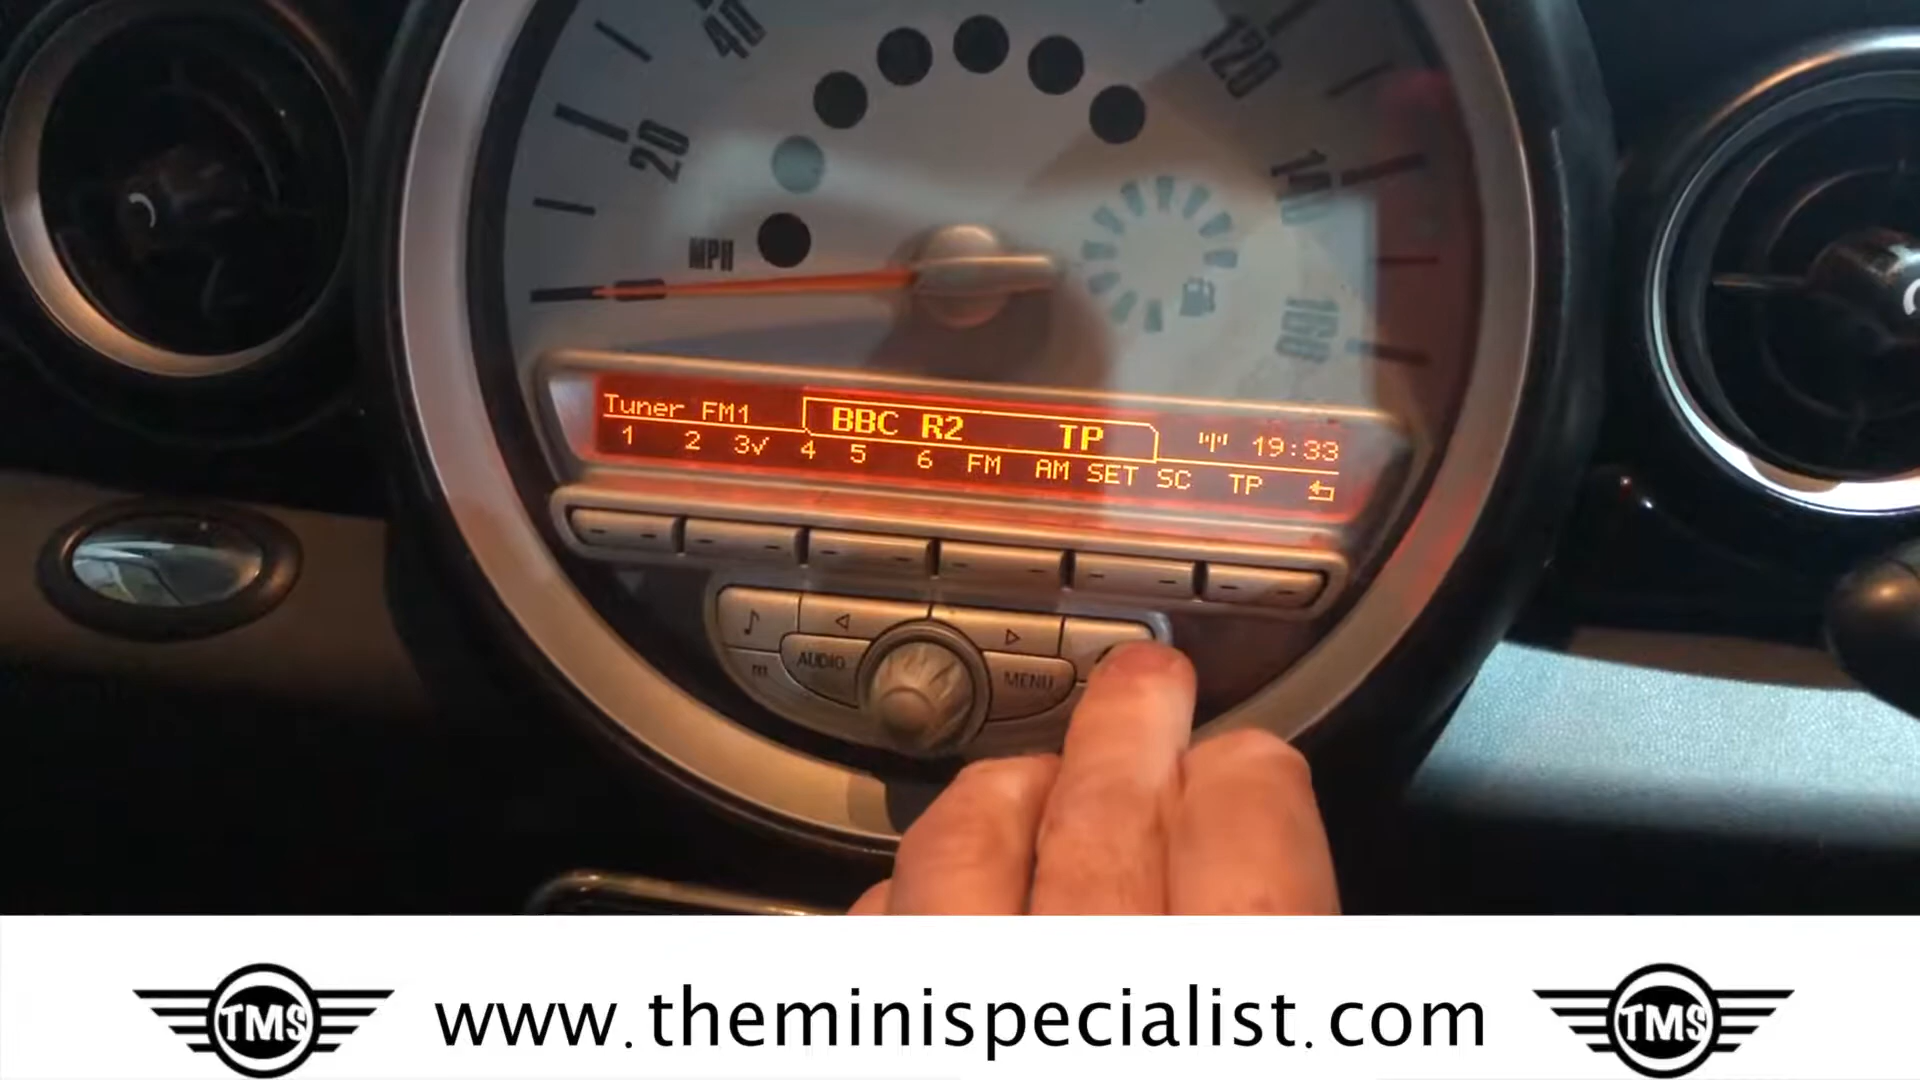 40
120
20
140
MPH
0
160
Tuner FM1 BBC R2 TP 19:33
1 2 3✓ 4 5 6 FM AM SET SC TP
AUDIO
m
MENU
TMS www.theminispecialist.com TMS